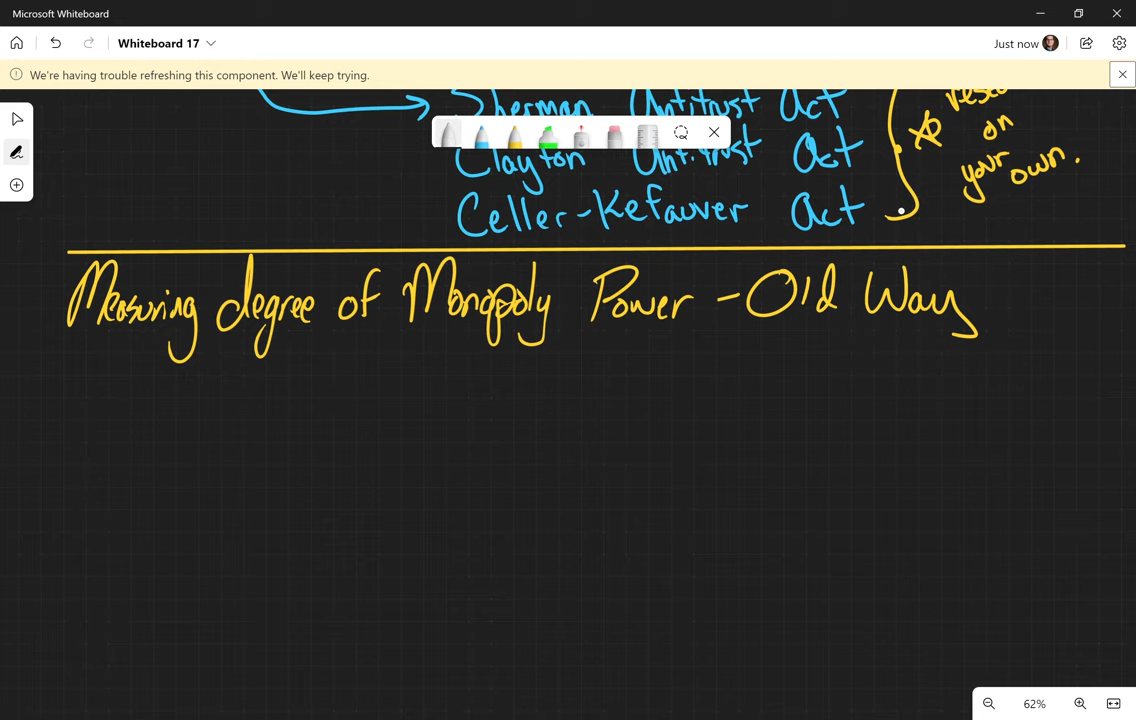 Microsoft Whiteboard
Whiteboard 17
Just now
We're having trouble refreshing this component. We'll keep trying.
Sherman Antitrust Act
Clayton Antitrust Act
Celler-Kefauver Act
on
your
own.
Measuring degree of Monopoly Power - Old Way
62%